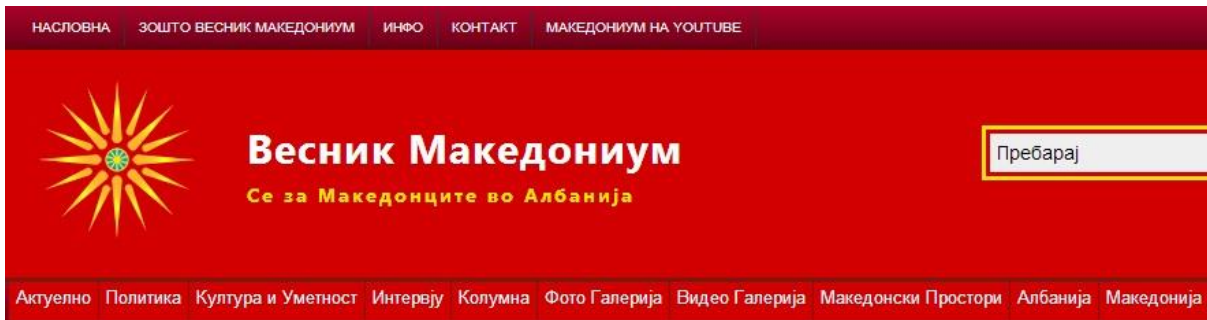 НАСЛОВНА ЗОШТО ВЕСНИК МАКЕДОНИУМ ИНФО КОНТАКТ МАКЕДОНИУМ НА YOUTUBE
Весник Македониум
Се за Македонците во Албанија
Пребарај
Актуелно Политика Култура и Уметност Интервју Колумна Фото Галерија Видео Галерија Македонски Простори Албанија Македонија